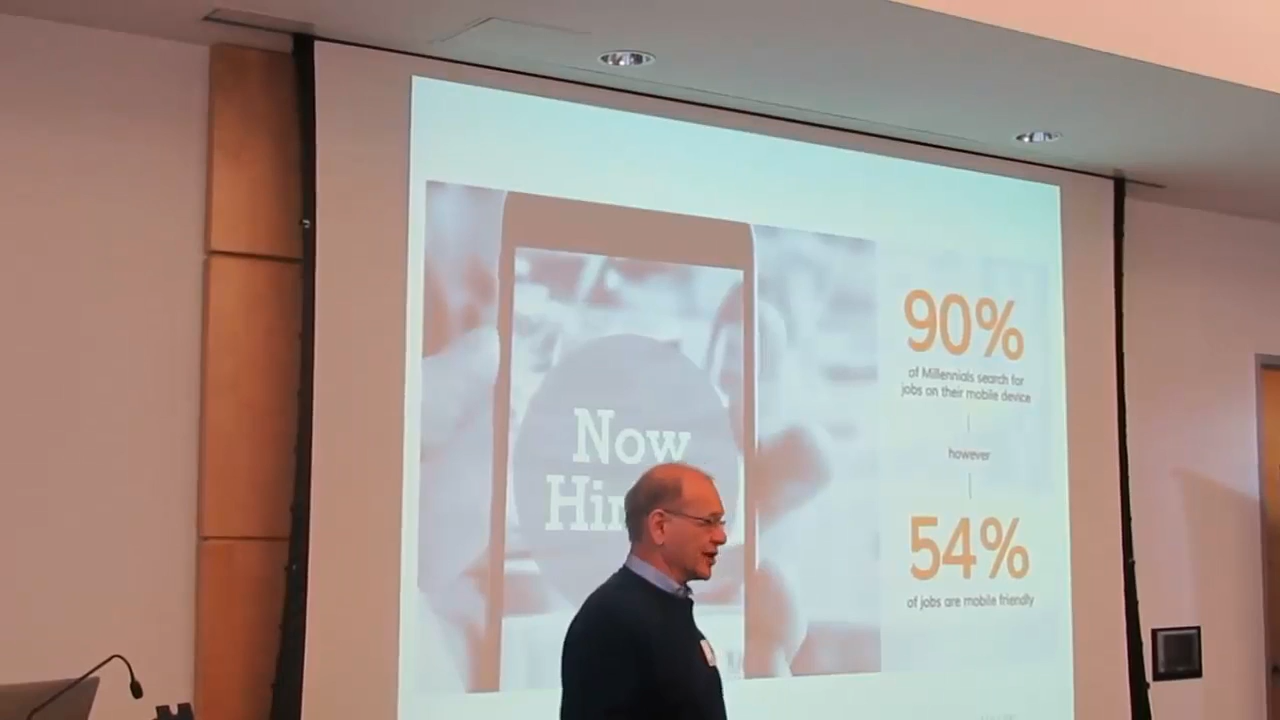 Now
Hi
90%
of Millennials search for
jobs on their mobile device
however
54%
of jobs are mobile friendly